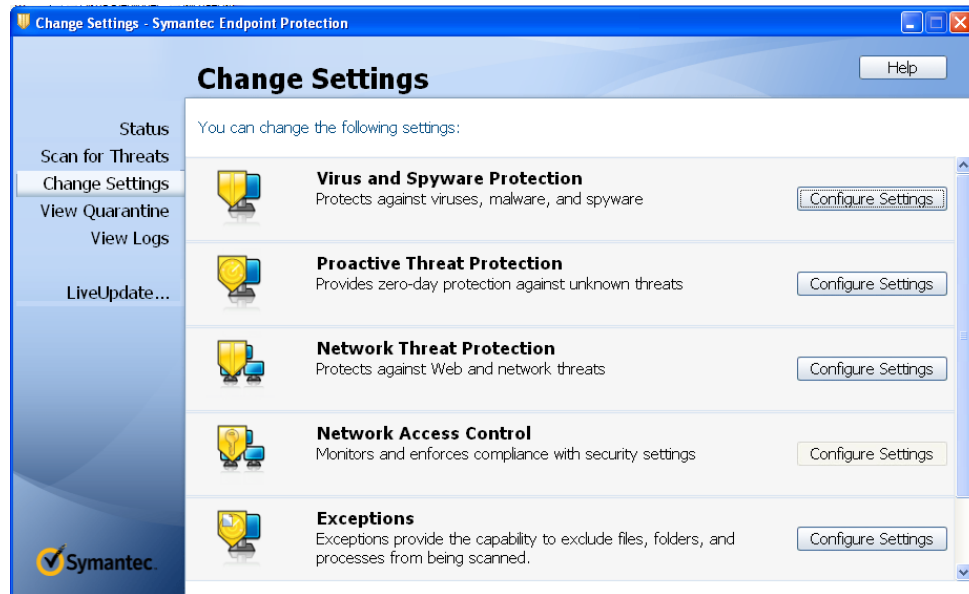 Change Settings - Symantec Endpoint Protection
Change Settings
Help
Status
Scan for Threats
Change Settings
View Quarantine
View Logs
LiveUpdate...
You can change the following settings:
Virus and Spyware Protection
Protects against viruses, malware, and spyware
Configure Settings
Proactive Threat Protection
Provides zero-day protection against unknown threats
Configure Settings
Network Threat Protection
Protects against Web and network threats
Configure Settings
Network Access Control
Monitors and enforces compliance with security settings
Configure Settings
Exceptions
Exceptions provide the capability to exclude files, folders, and
processes from being scanned.
Configure Settings
Symantec.